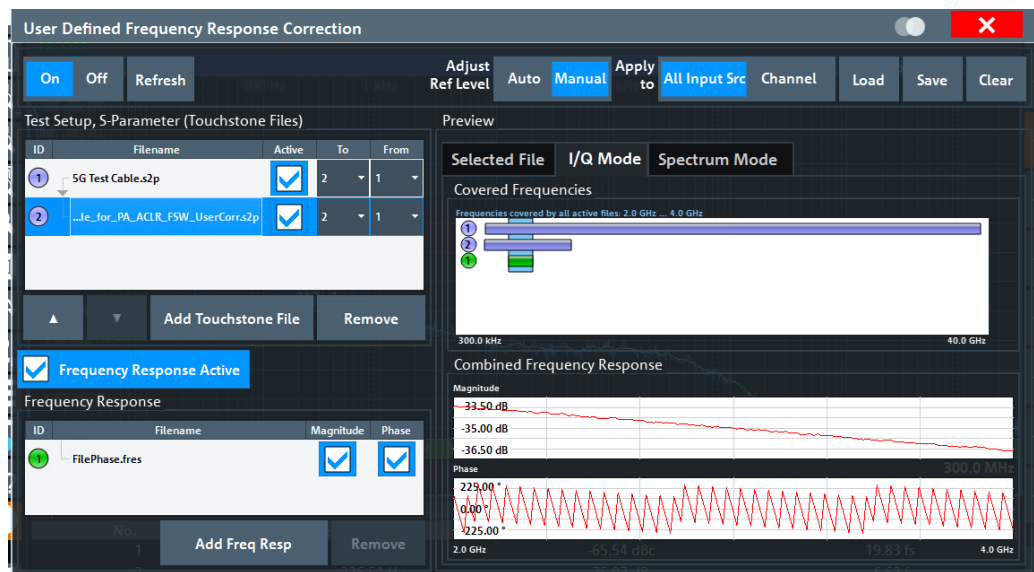 User Defined Frequency Response Correction
On Off Refresh
Adjust Ref Level Auto Manual Apply to All Input Src Channel Load Save Clear
Test Setup, S-Parameter (Touchstone Files)
ID Filename Active To From
1 5G Test Cable.s2p 2 1
2 ...le_for_PA_ACLR_FSW_UserCorr.s2p 2 1
Add Touchstone File Remove
Frequency Response Active
Frequency Response
ID Filename Magnitude Phase
1 FilePhase.fres
No.
1
Add Freq Resp Remove
Preview
Selected File I/Q Mode Spectrum Mode
Covered Frequencies
Frequencies covered by all active files: 2.0 GHz ... 4.0 GHz
1
2
1
300.0 kHz 40.0 GHz
Combined Frequency Response
Magnitude
-33.50 dB
-35.00 dB
-36.50 dB
Phase 300.0 MHz
225.00 °
0.00 °
-225.00 °
2.0 GHz -65.54 dBc 19.83 fs 4.0 GHz